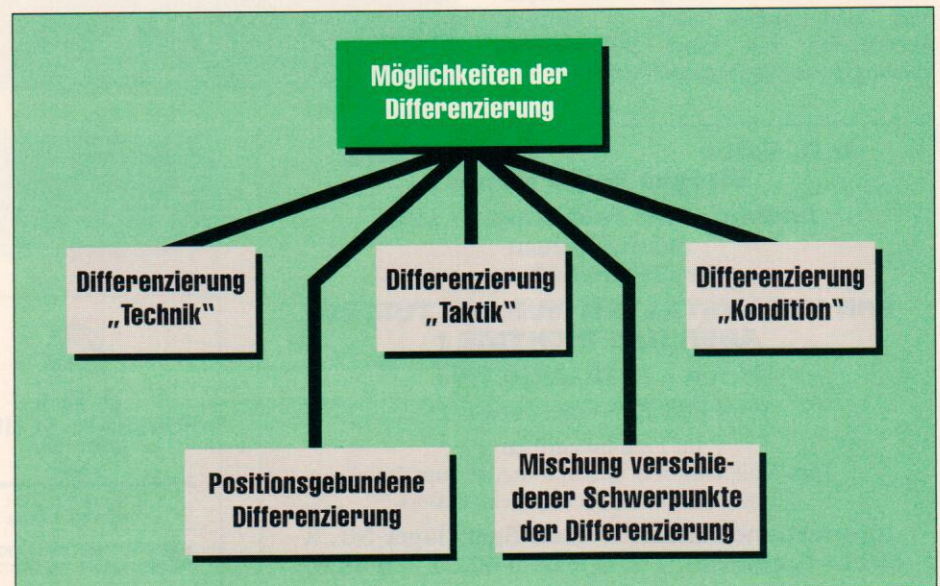 Möglichkeiten der
Differenzierung
Differenzierung
„Technik“
Differenzierung
„Taktik“
Differenzierung
„Kondition“
Positionsgebundene
Differenzierung
Mischung verschie-
dener Schwerpunkte
der Differenzierung